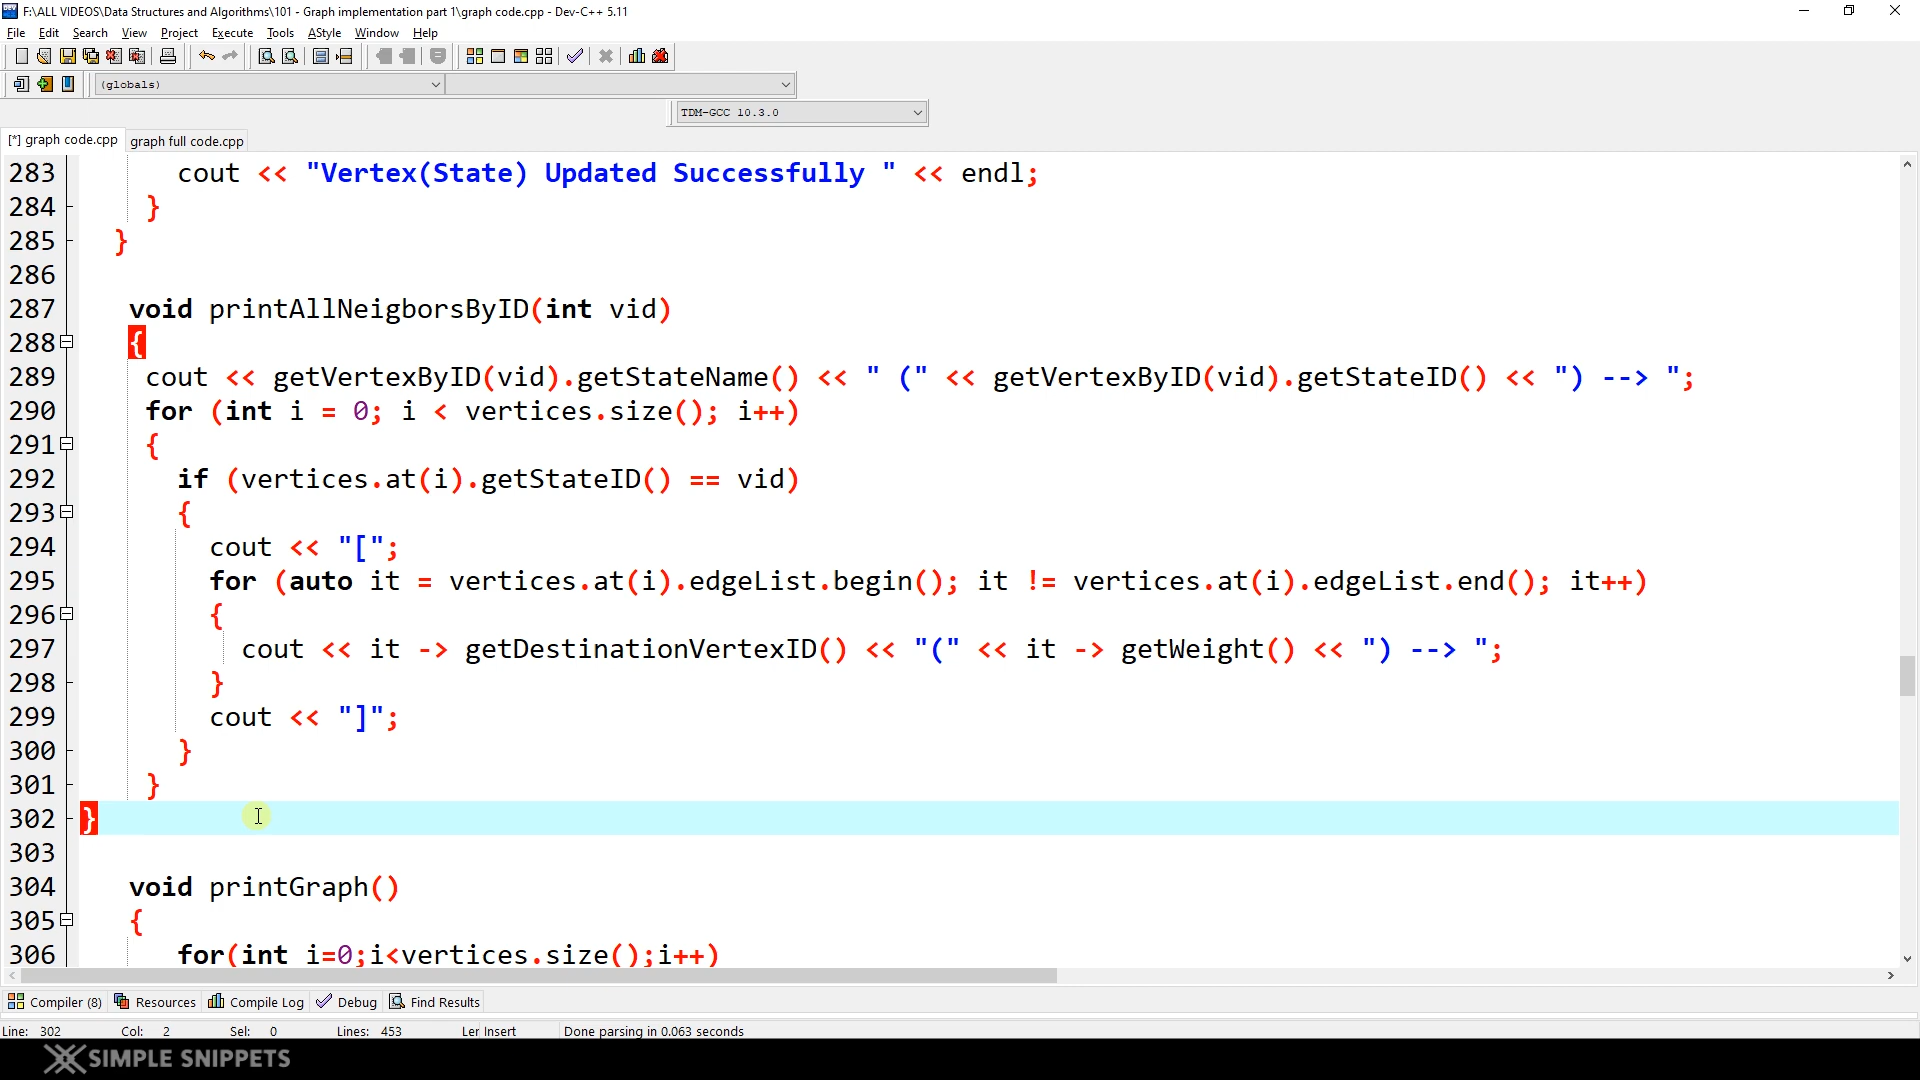 F:\ALL VIDEOS\Data Structures and Algorithms\101 - Graph implementation part 1\graph code.cpp - Dev-C++ 5.11
File Edit Search View Project Execute Tools AStyle Window Help
(globals)
TDM-GCC 10.3.0
[*] graph code.cpp graph full code.cpp
283 cout << "Vertex(State) Updated Successfully " << endl;
284 }
285 }
286
287 void printAllNeigborsByID(int vid)
288 {
289 cout << getVertexByID(vid).getStateName() << " (" << getVertexByID(vid).getStateID() << ") --> ";
290 for (int i = 0; i < vertices.size(); i++)
291 {
292 if (vertices.at(i).getStateID() == vid)
293 {
294 cout << "[";
295 for (auto it = vertices.at(i).edgeList.begin(); it != vertices.at(i).edgeList.end(); it++)
296 {
297 cout << it -> getDestinationVertexID() << "(" << it -> getWeight() << ") --> ";
298 }
299 cout << "]";
300 }
301 }
302 }
303
304 void printGraph()
305 {
306 for(int i=0;i<vertices.size();i++)
Compiler (8) Resources Compile Log Debug Find Results
Line: 302 Col: 2 Sel: 0 Lines: 453 Ler Insert Done parsing in 0.063 seconds
SIMPLE SNIPPETS